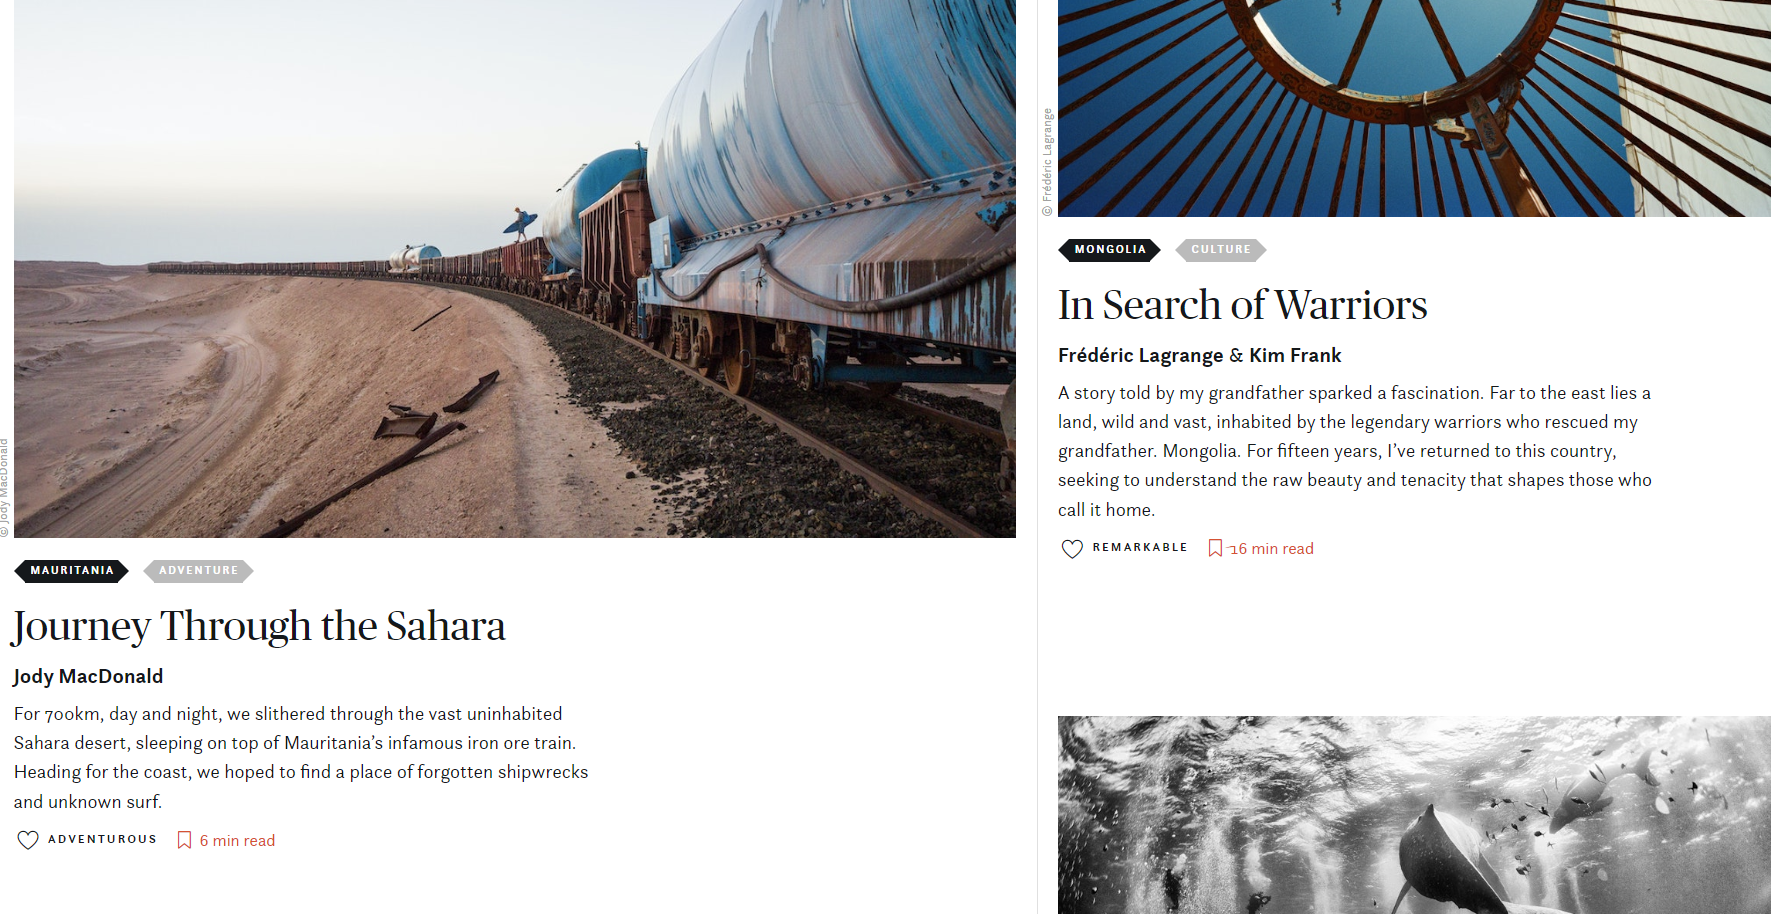 © Jody MacDonald
MAURITANIA
ADVENTURE
Journey Through the Sahara
Jody MacDonald
For 700km, day and night, we slithered through the vast uninhabited
Sahara desert, sleeping on top of Mauritania’s infamous iron ore train.
Heading for the coast, we hoped to find a place of forgotten shipwrecks
and unknown surf.
ADVENTUROUS
6 min read
© Frédéric Lagrange
MONGOLIA
CULTURE
In Search of Warriors
Frédéric Lagrange & Kim Frank
A story told by my grandfather sparked a fascination. Far to the east lies a
land, wild and vast, inhabited by the legendary warriors who rescued my
grandfather. Mongolia. For fifteen years, I’ve returned to this country,
seeking to understand the raw beauty and tenacity that shapes those who
call it home.
REMARKABLE
16 min read